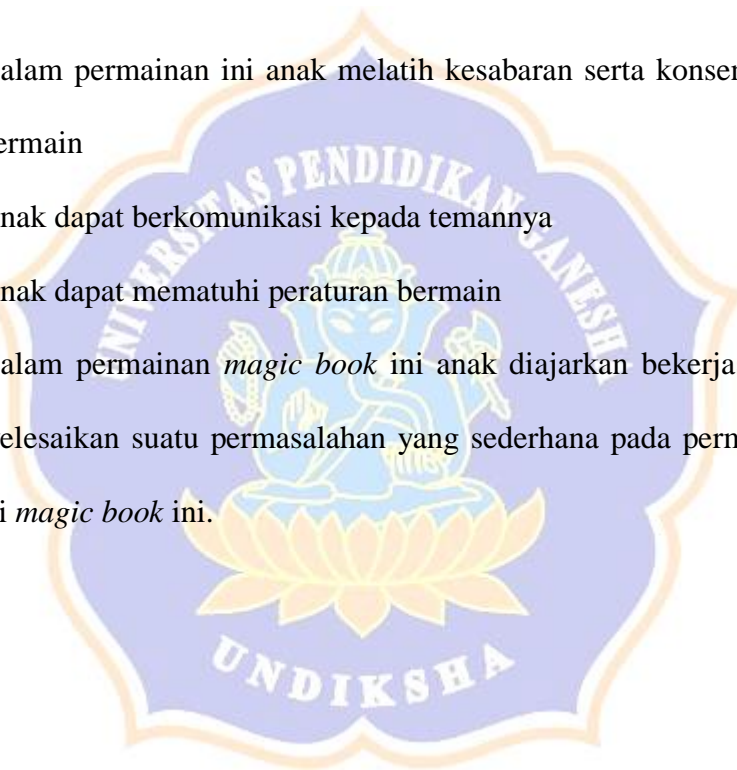 alam permainan ini anak melatih kesabaran serta konser
ermain
nak dapat berkomunikasi kepada temannya
nak dapat mematuhi peraturan bermain
alam permainan magic book ini anak diajarkan bekerja
elesaikan suatu permasalahan yang sederhana pada
i magic book ini.
UNIVERSITAS PENDIDIKAN GANESH
UNDIKSHA